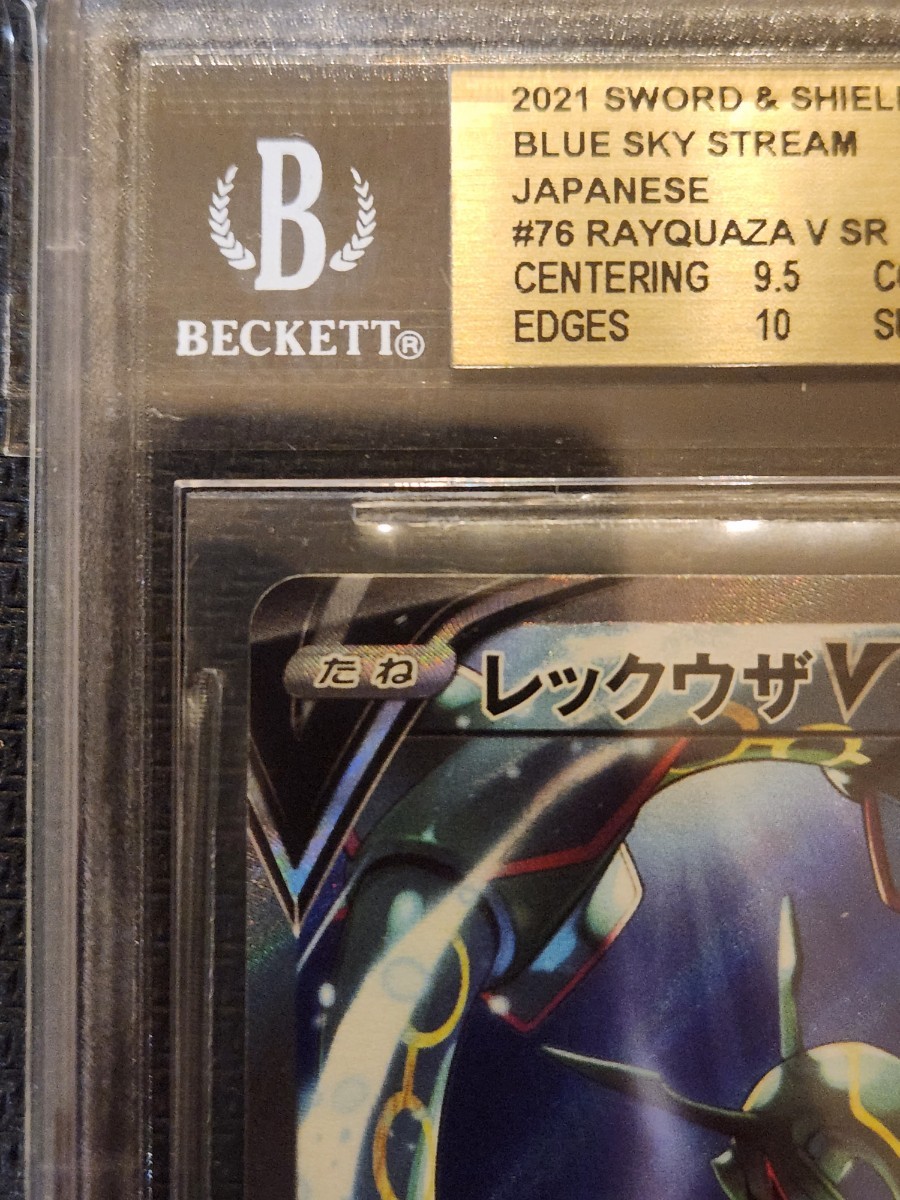 B
BECKETT®
2021 SWORD & SHIEL
BLUE SKY STREAM
JAPANESE
#76 RAYQUAZA V SR
CENTERING 9.5 C
EDGES 10 SU
たね レックウザV